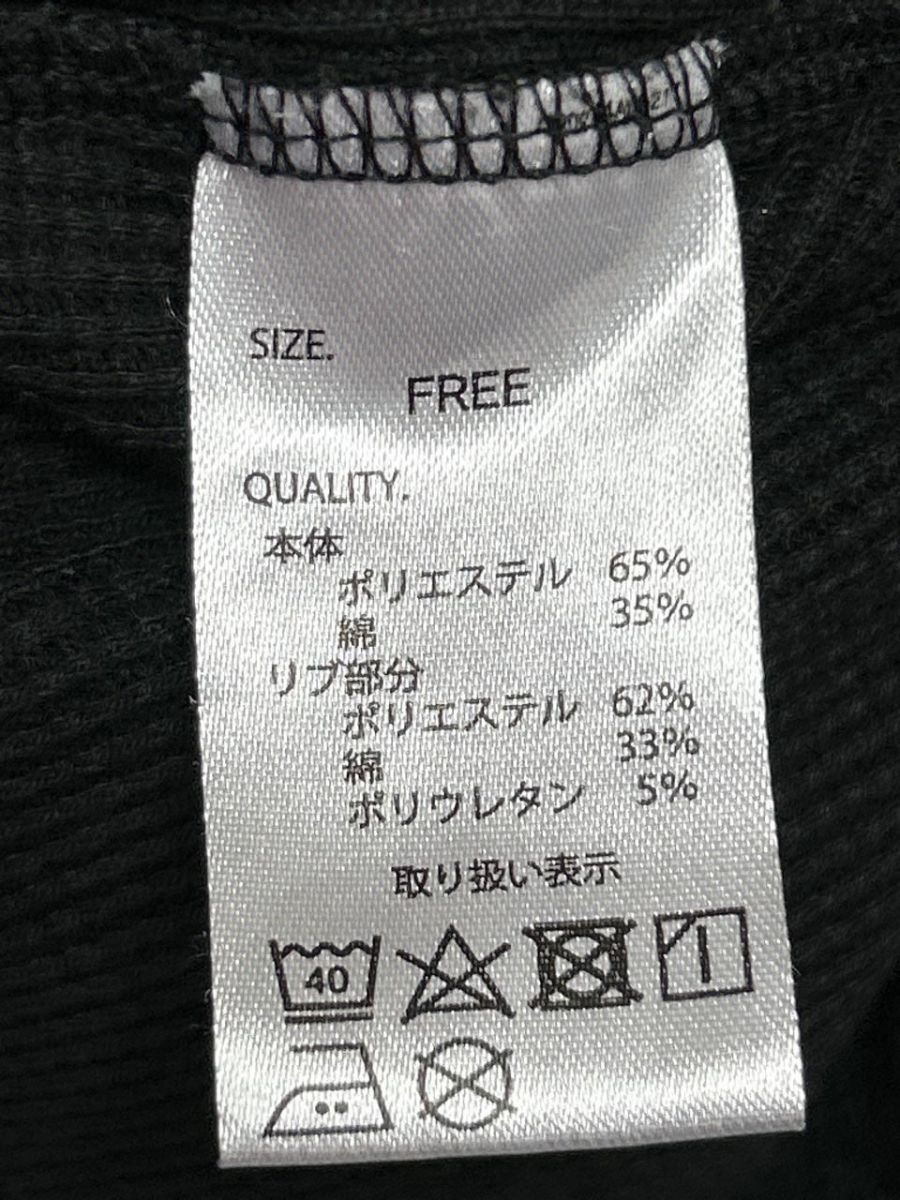 SIZE.
FREE
QUALITY.
本体
ポリエステル 65%
綿 35%
リブ部分
ポリエステル 62%
綿 33%
ポリウレタン 5%
取り扱い表示
40